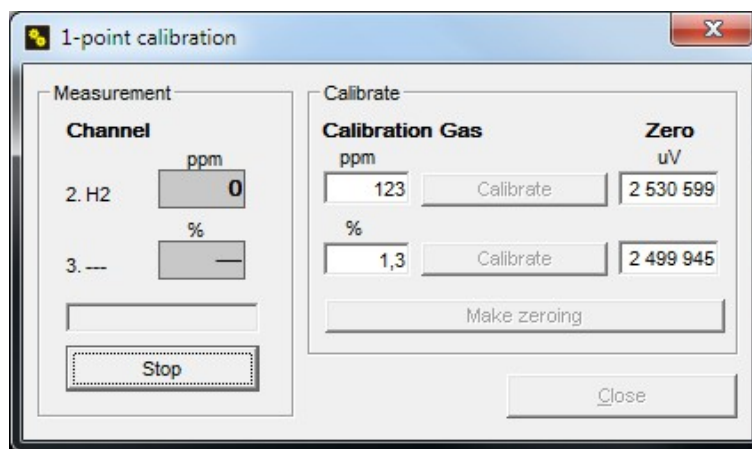 1-point calibration
Measurement
Channel
ppm
2. H2 0
%
3. --- —
Stop
Calibrate
Calibration Gas Zero
ppm uV
123 Calibrate 2 530 599
%
1,3 Calibrate 2 499 945
Make zeroing
Close